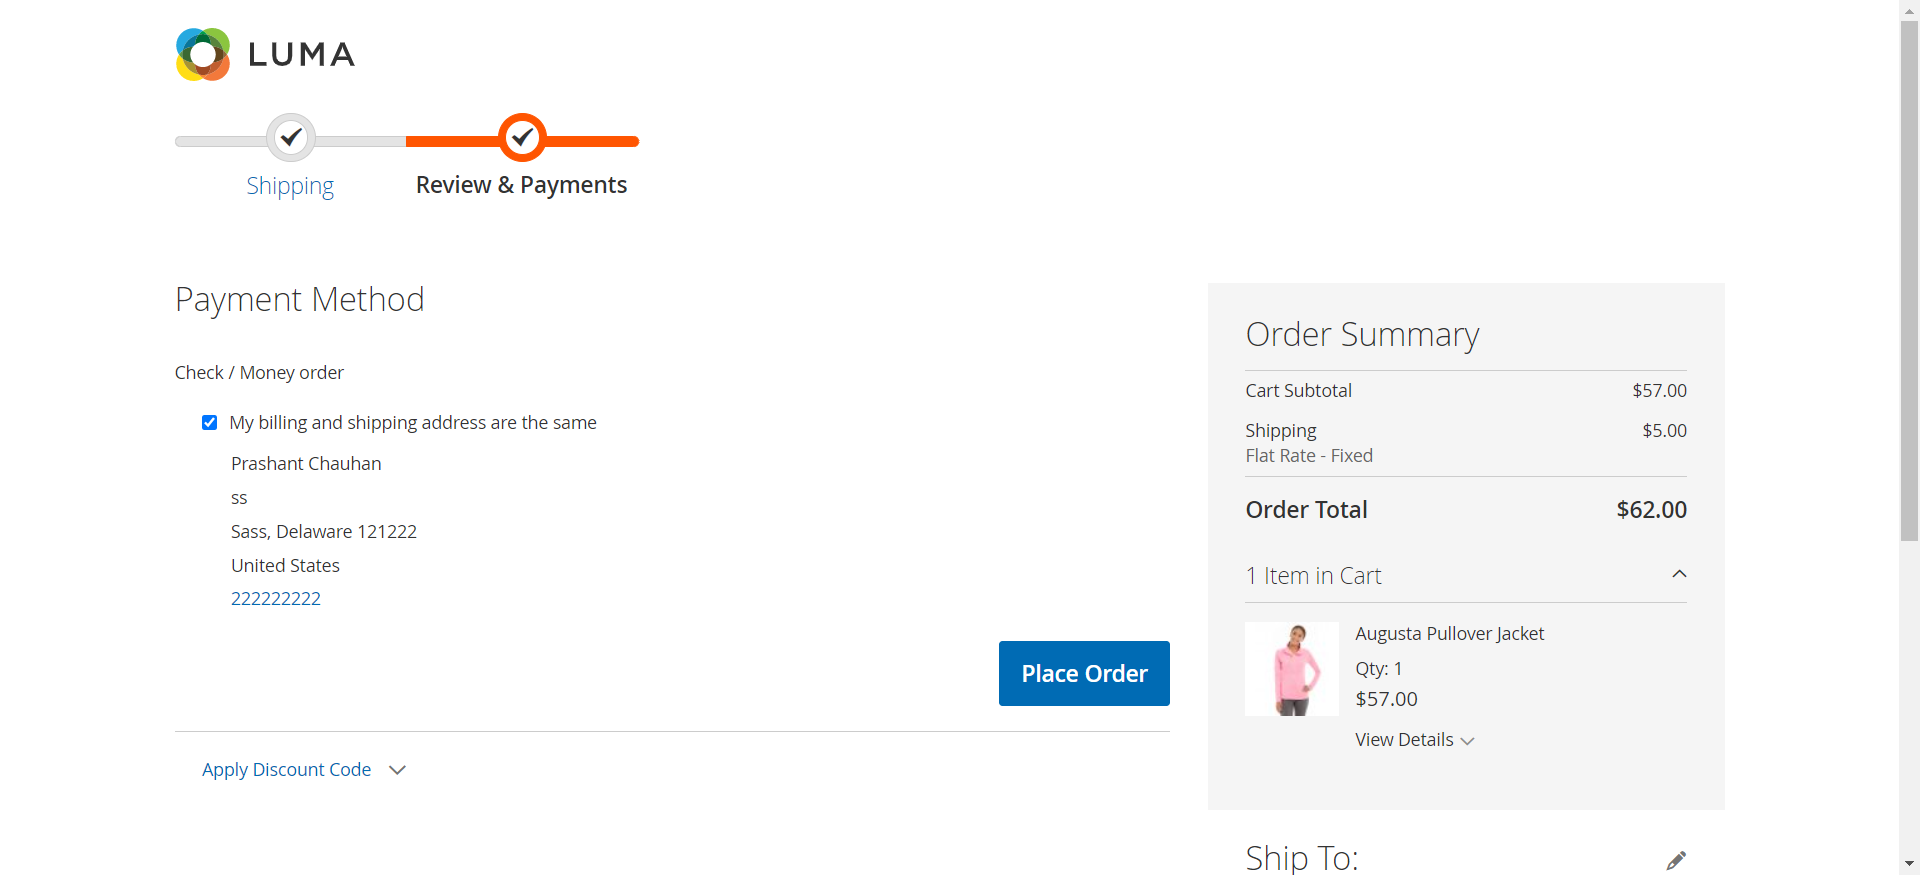 LUMA
Shipping
Review & Payments
Payment Method
Check / Money order
My billing and shipping address are the same
Prashant Chauhan
ss
Sass, Delaware 121222
United States
222222222
Place Order
Apply Discount Code
Order Summary
Cart Subtotal $57.00
Shipping $5.00
Flat Rate - Fixed
Order Total $62.00
1 Item in Cart
Augusta Pullover Jacket
Qty: 1
$57.00
View Details
Ship To: